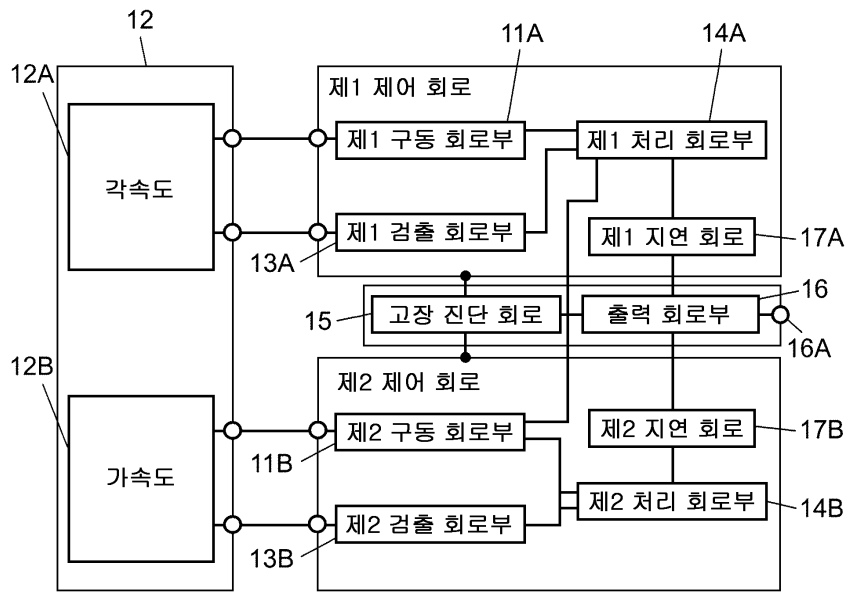 12
11A
14A
12A
제1 제어 회로
제1 구동 회로부
제1 처리 회로부
각속도
제1 검출 회로부
제1 지연 회로
17A
13A
16
15
고장 진단 회로
출력 회로부
16A
12B
제2 제어 회로
제2 구동 회로부
제2 지연 회로
17B
11B
가속도
제2 처리 회로부
14B
제2 검출 회로부
13B